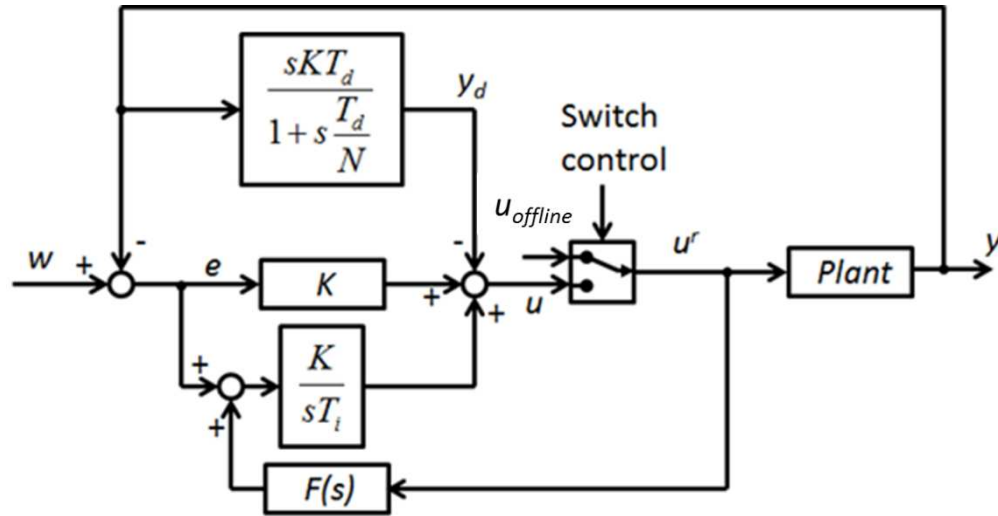 sKT_d
1+s T_d
N
y_d
Switch
control
u_offline
-
-
w
+
e
K
+
+
u
u^r
Plant
y
+
+
K
sT_i
F(s)